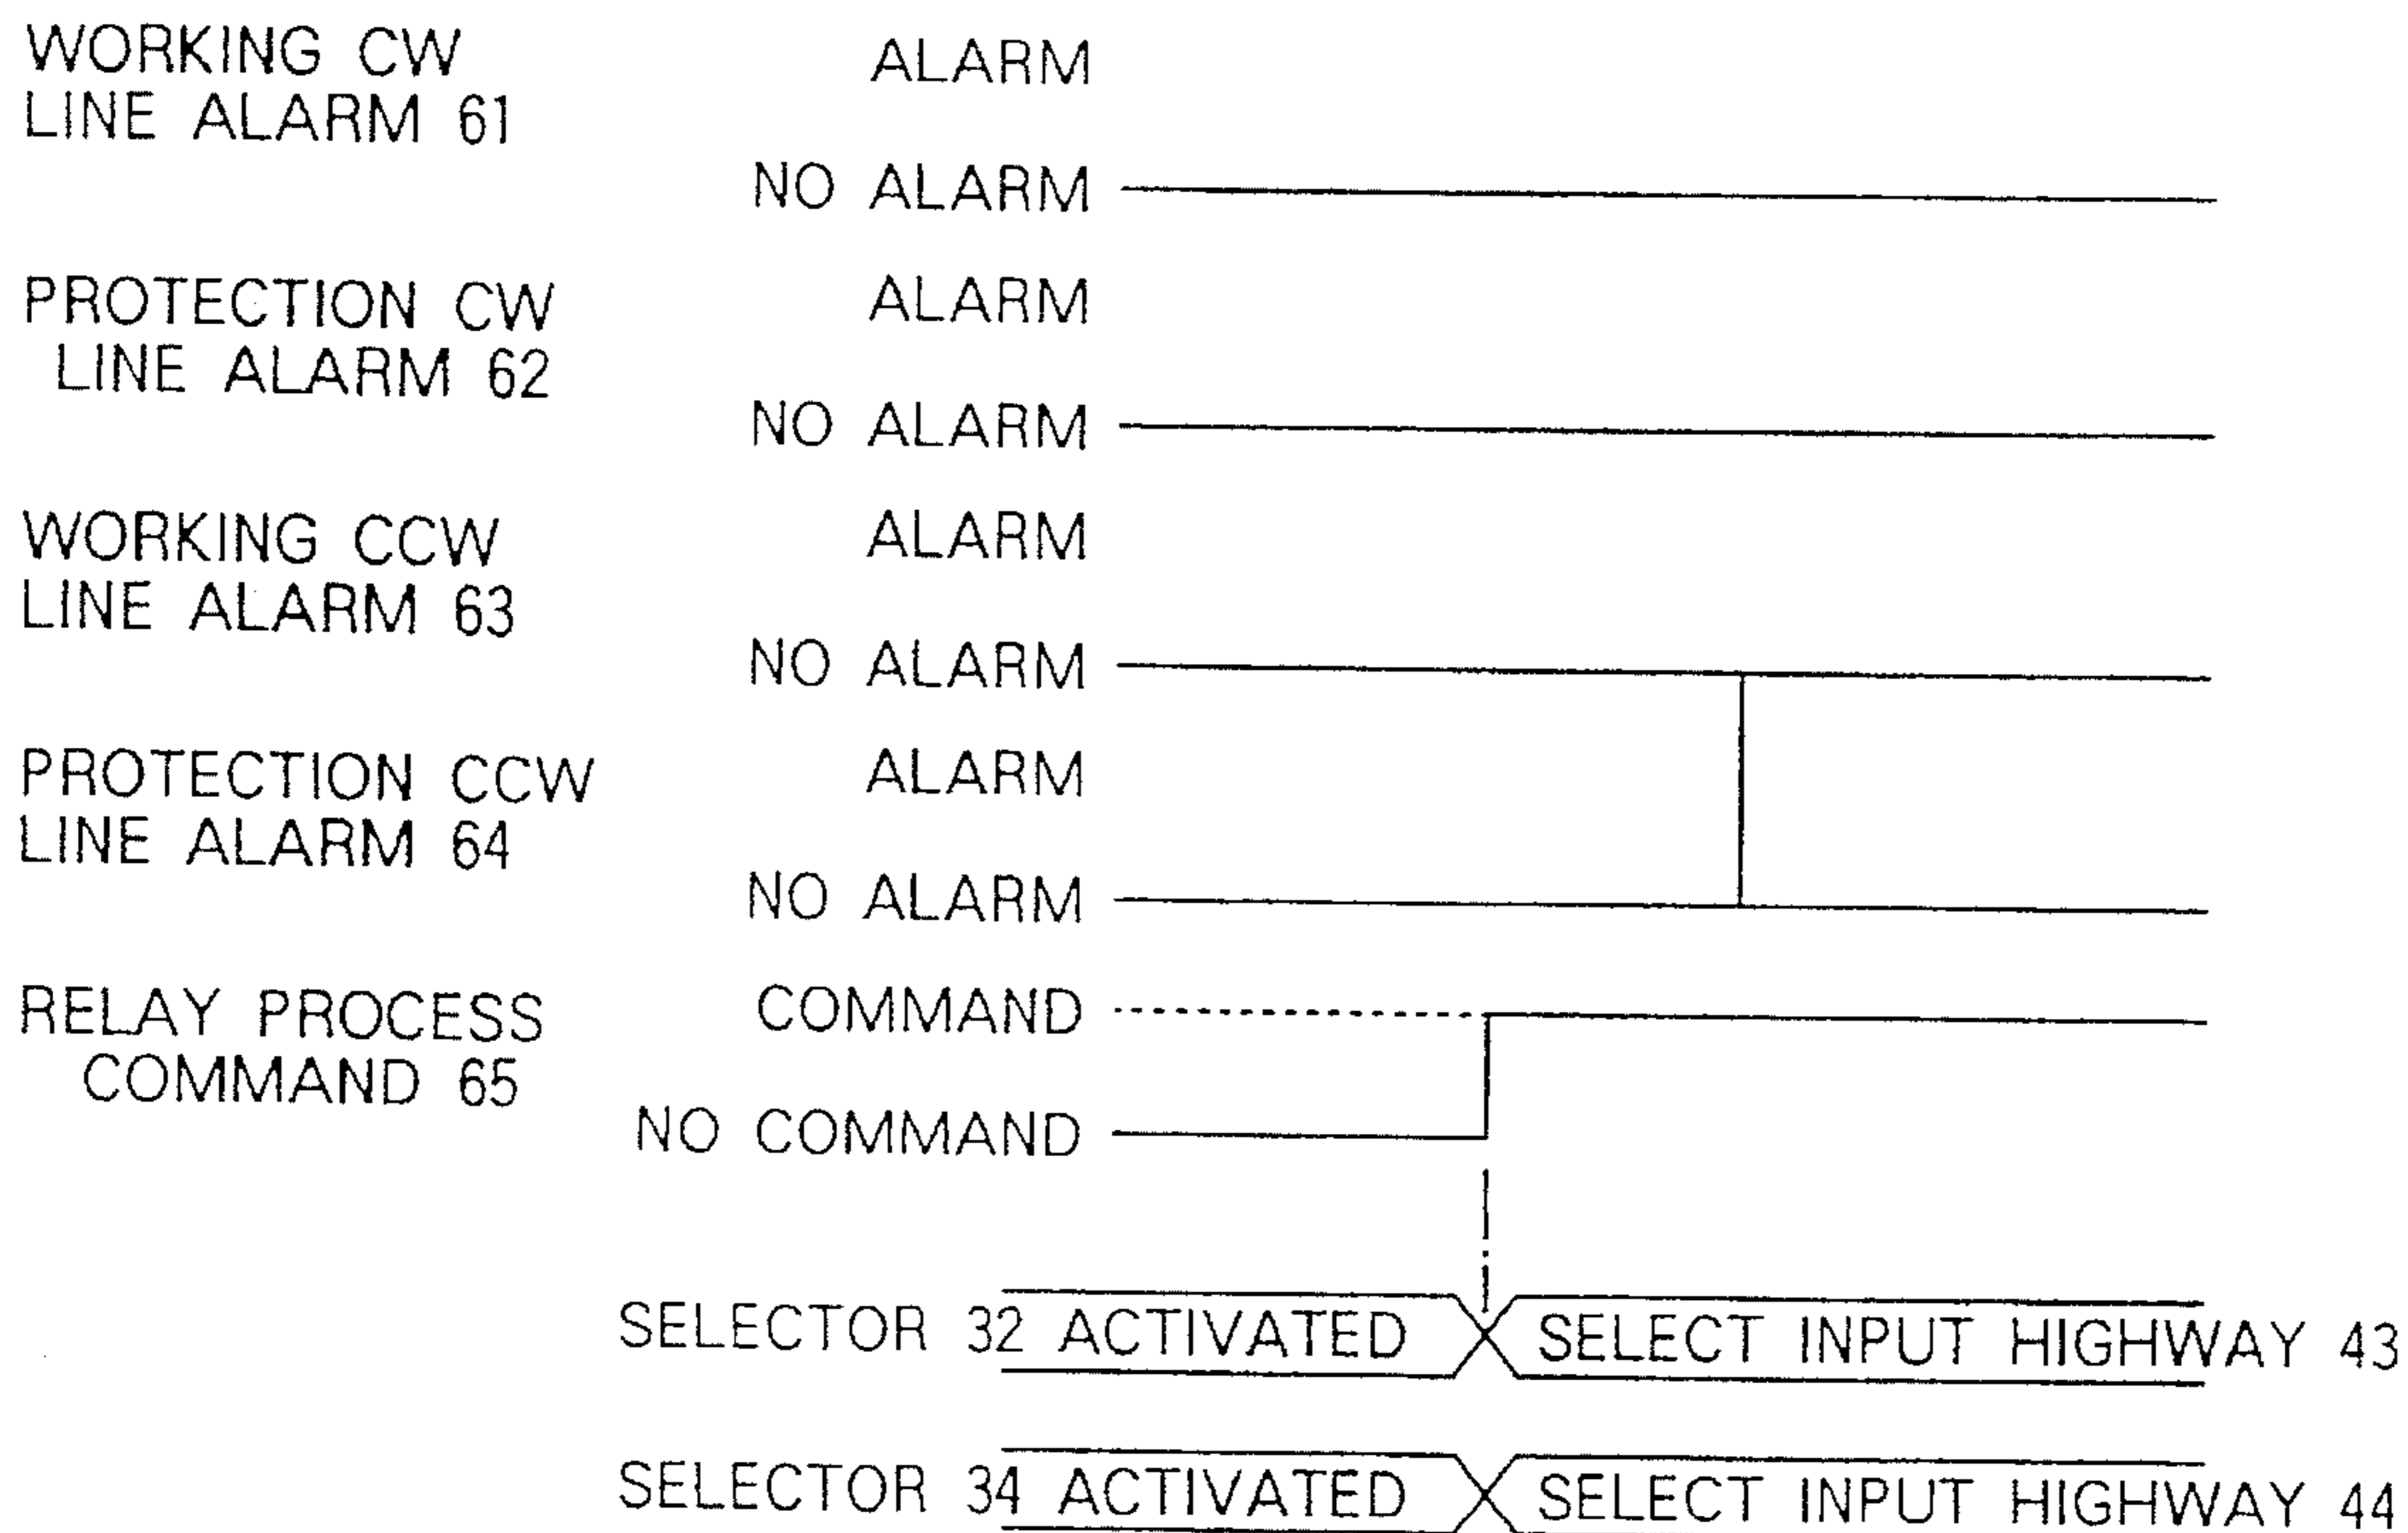 WORKING CW
LINE ALARM 61
ALARM
NO ALARM
PROTECTION CW
LINE ALARM 62
ALARM
NO ALARM
WORKING CCW
LINE ALARM 63
ALARM
NO ALARM
PROTECTION CCW
LINE ALARM 64
ALARM
NO ALARM
RELAY PROCESS
COMMAND 65
COMMAND
NO COMMAND
SELECTOR 32 ACTIVATED SELECT INPUT HIGHWAY 43
SELECTOR 34 ACTIVATED SELECT INPUT HIGHWAY 44